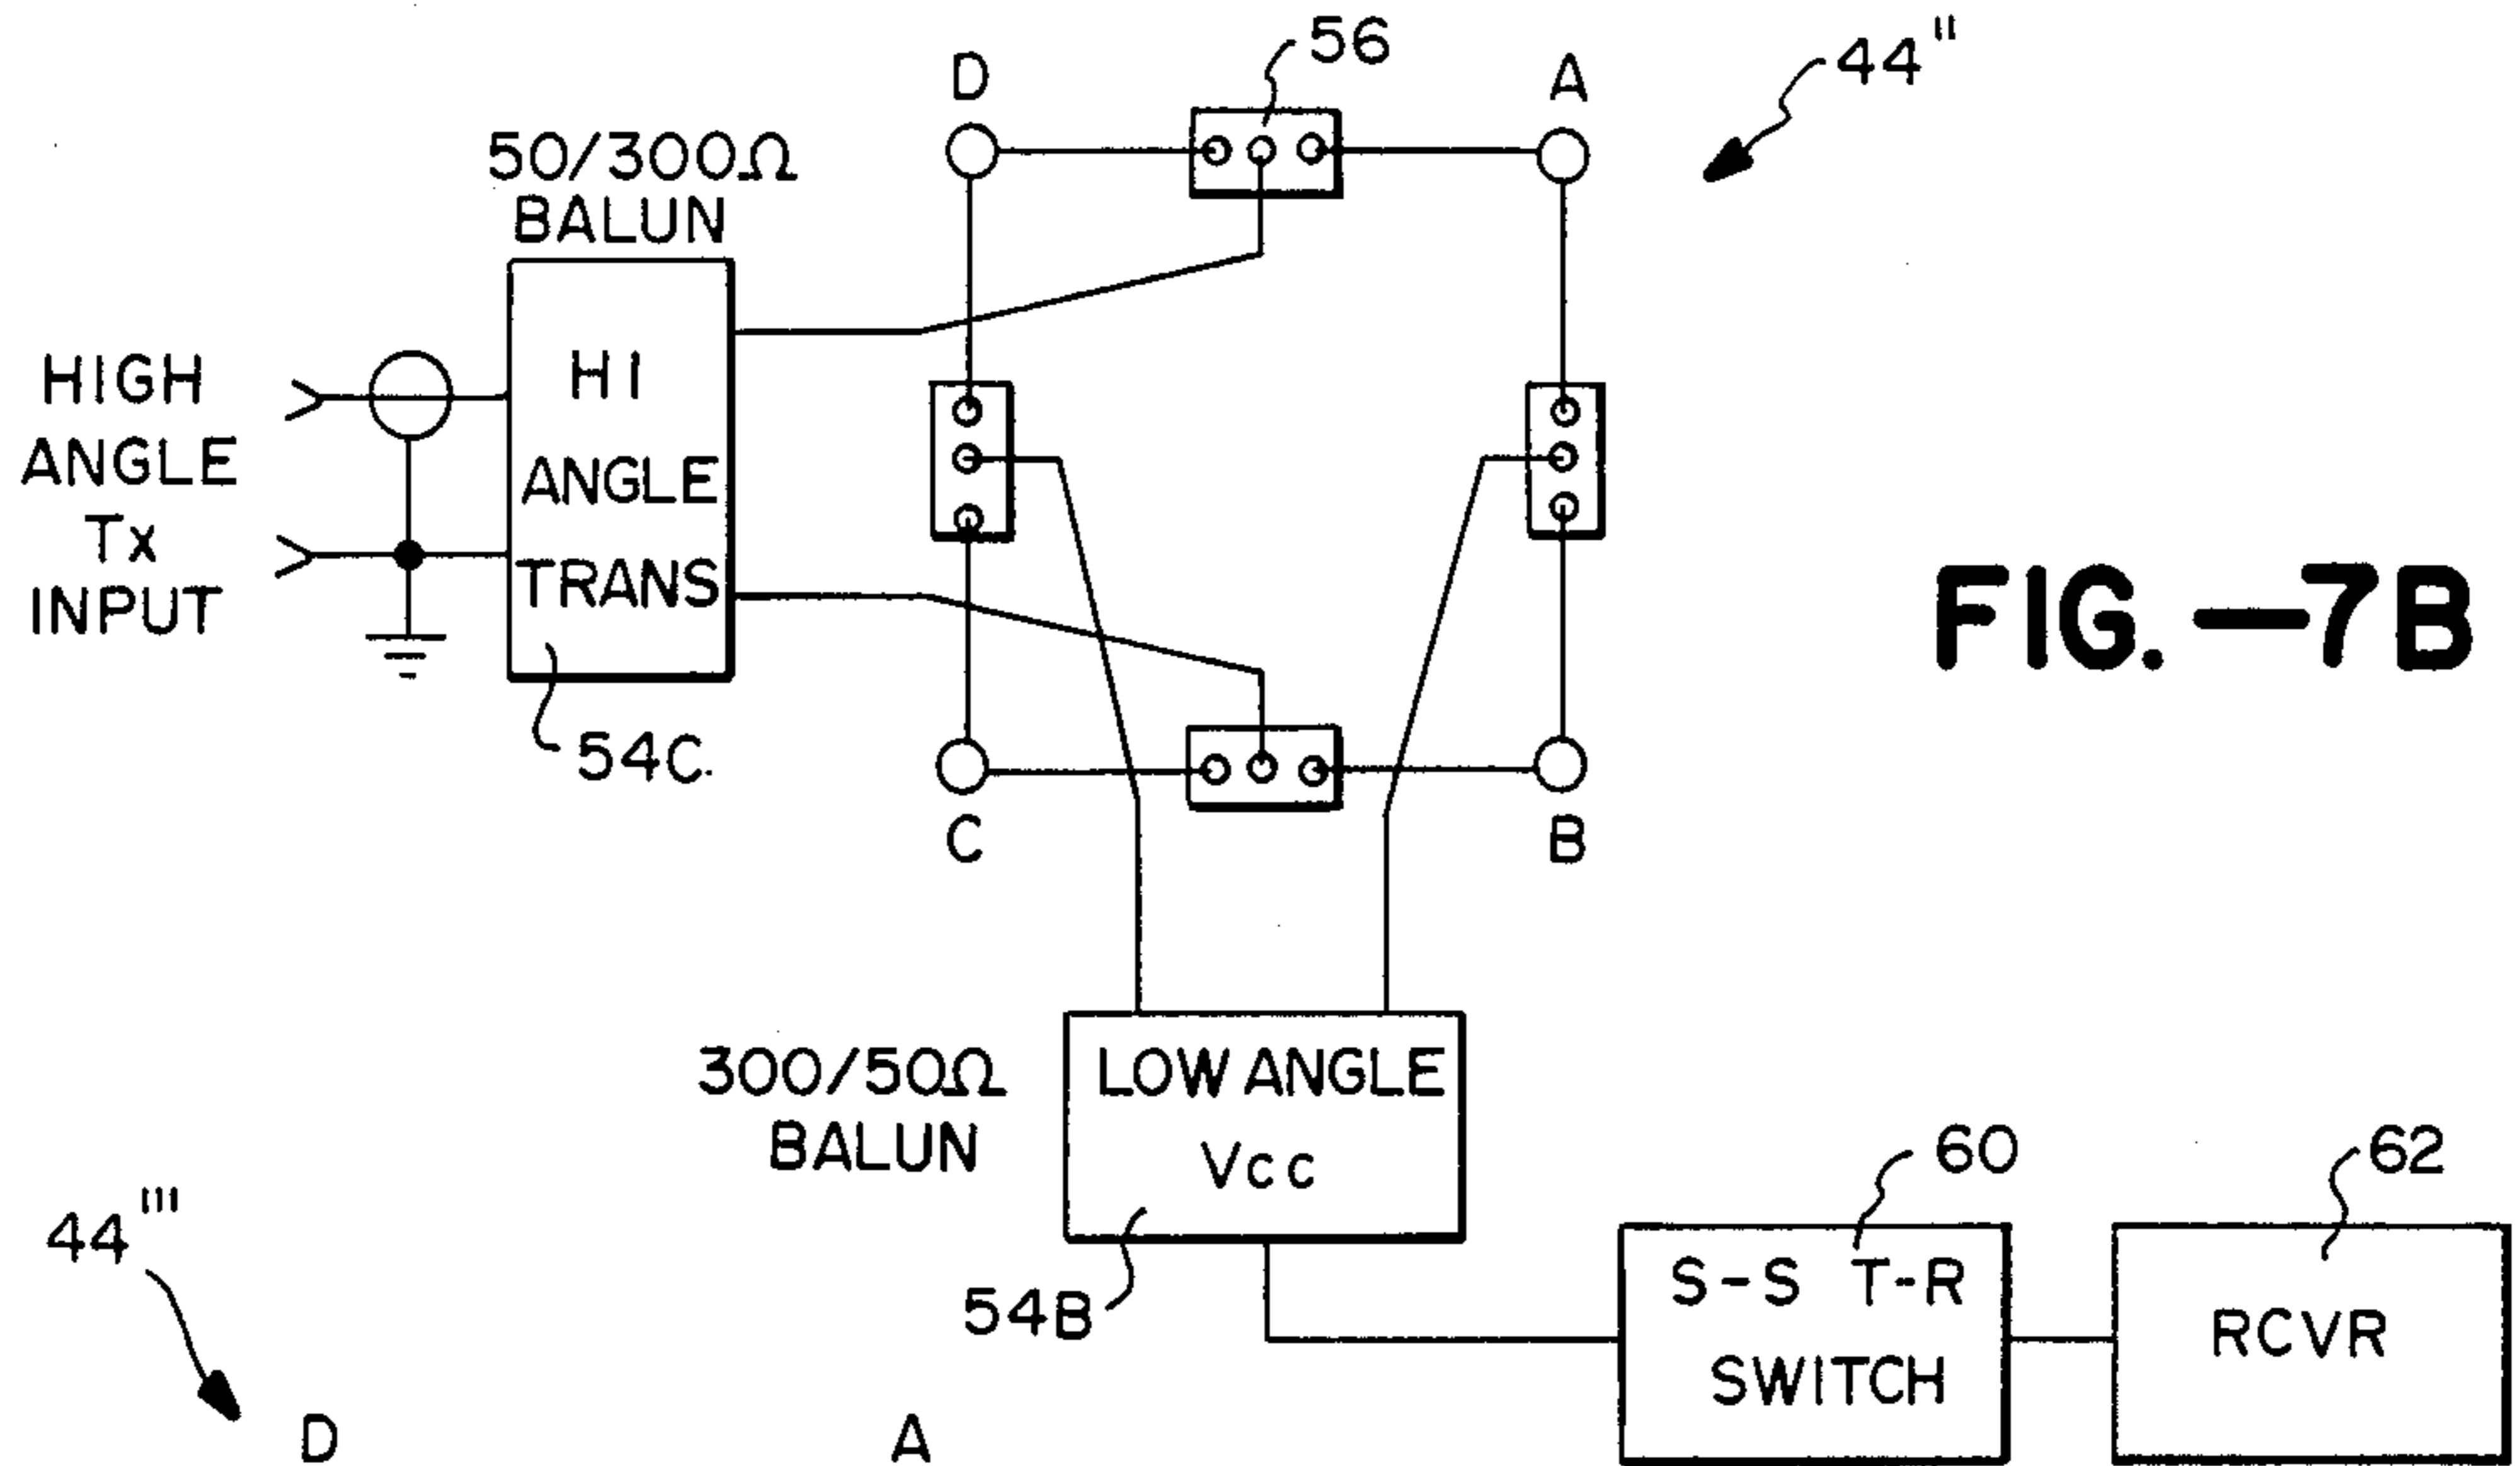 56
44"
D
A
50/300Ω
BALUN
HIGH
ANGLE
Tx
INPUT
HI
ANGLE
TRANS
54C.
FIG.—7B
C
B
300/50Ω
BALUN
LOW ANGLE
Vcc
54B
60
62
S-S T-R
SWITCH
RCVR
44'''
D
A